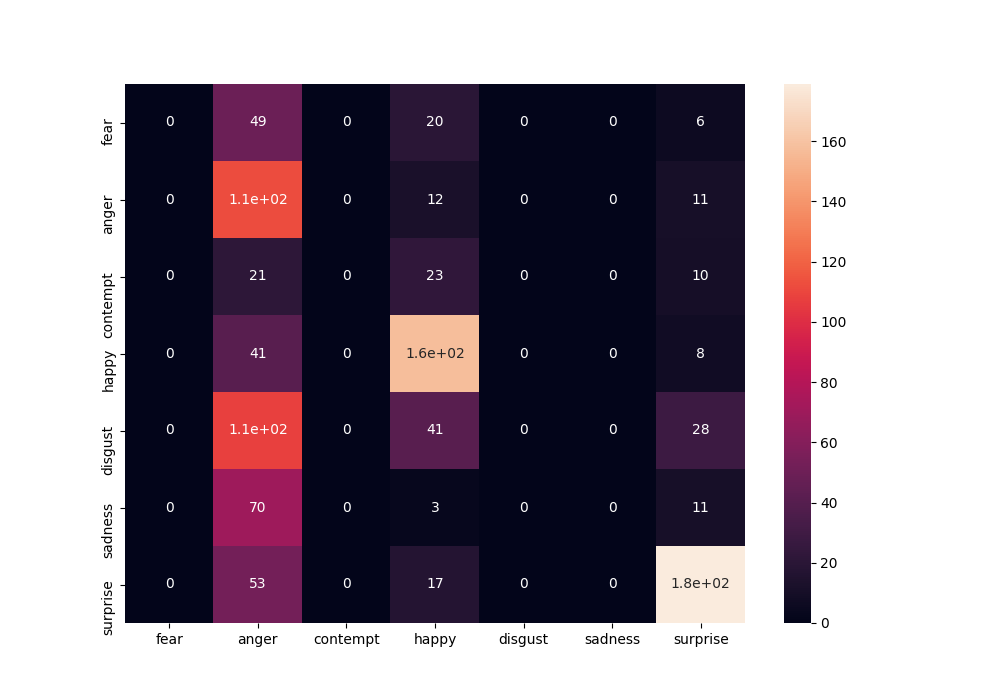 fear 0 49 0 20 0 0 6
anger 0 1.1e+02 0 12 0 0 11
contempt 0 21 0 23 0 0 10
happy 0 41 0 1.6e+02 0 0 8
disgust 0 1.1e+02 0 41 0 0 28
sadness 0 70 0 3 0 0 11
surprise 0 53 0 17 0 0 1.8e+02
fear anger contempt happy disgust sadness surprise
160
140
120
100
80
60
40
20
0